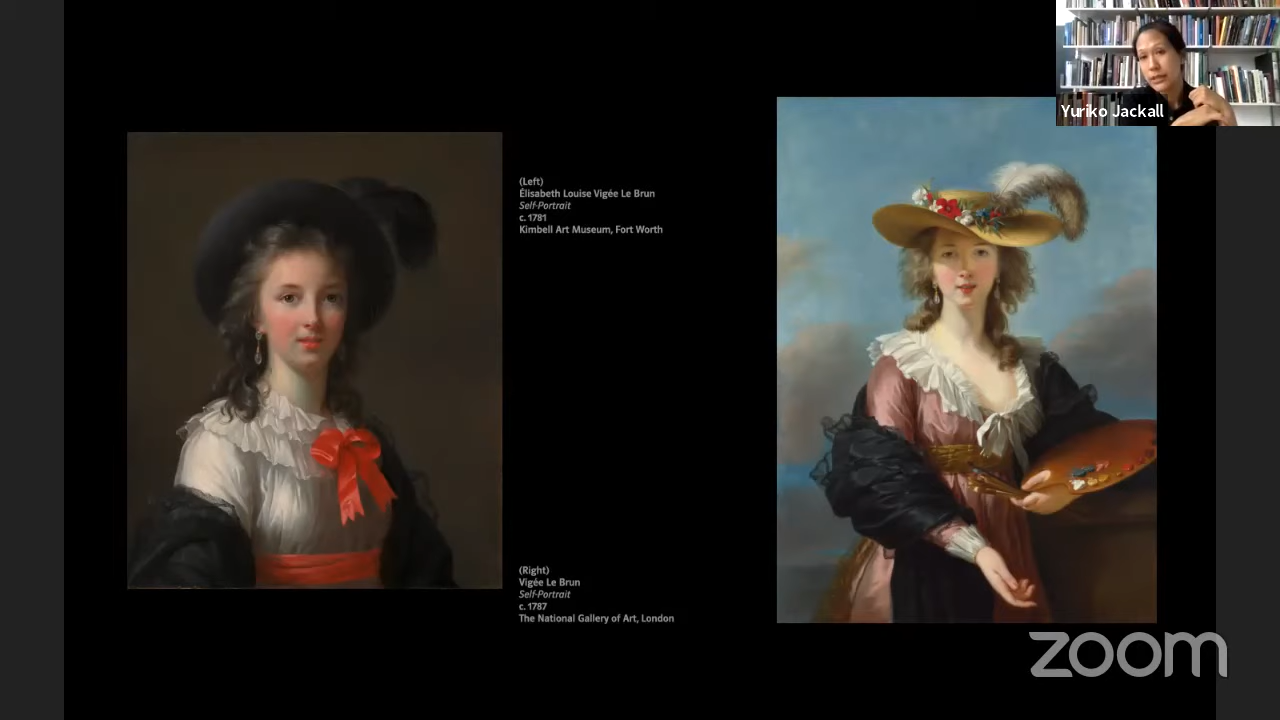 Yuriko Jackall
(Left)
Élisabeth Louise Vigée Le Brun
Self-Portrait
c. 1781
Kimbell Art Museum, Fort Worth
(Right)
Vigée Le Brun
Self-Portrait
c. 1787
The National Gallery of Art, London
zoom